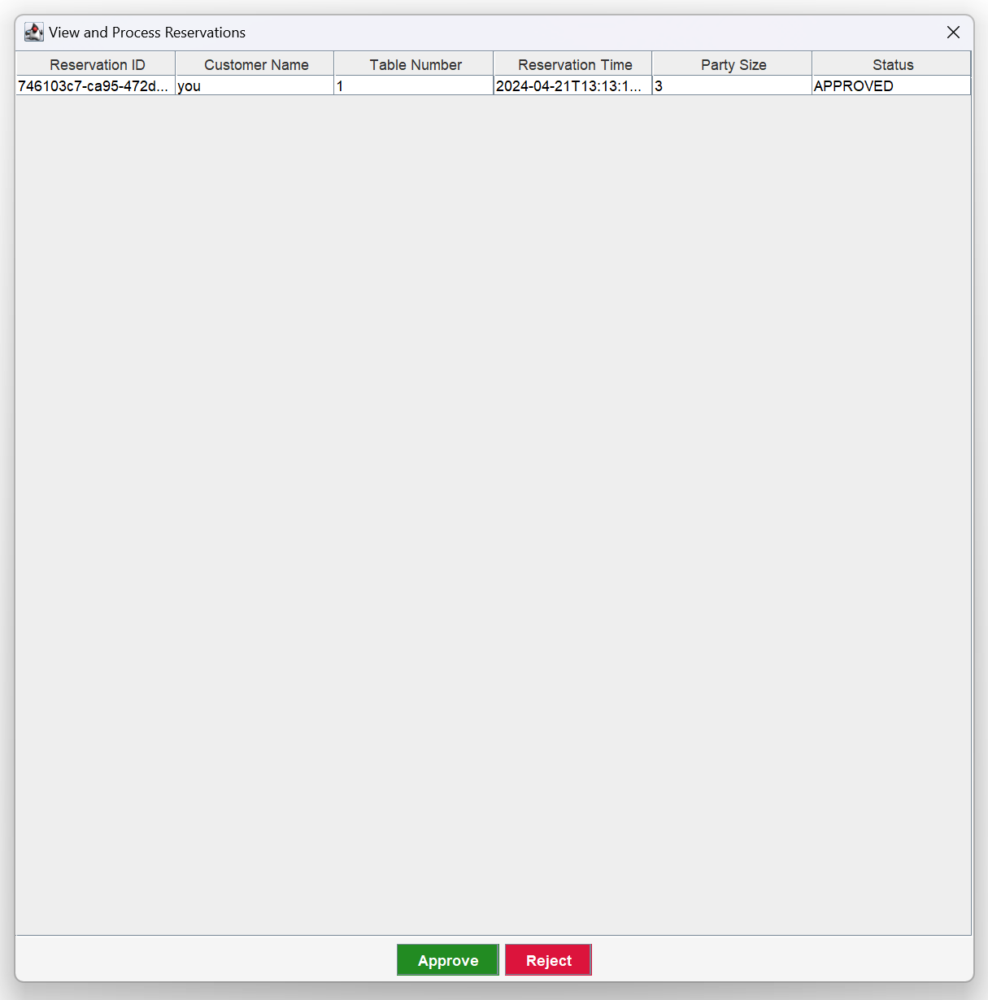 View and Process Reservations
Reservation ID Customer Name Table Number Reservation Time Party Size Status
746103c7-ca95-472d... you 1 2024-04-21T13:13:1... 3 APPROVED
Approve Reject